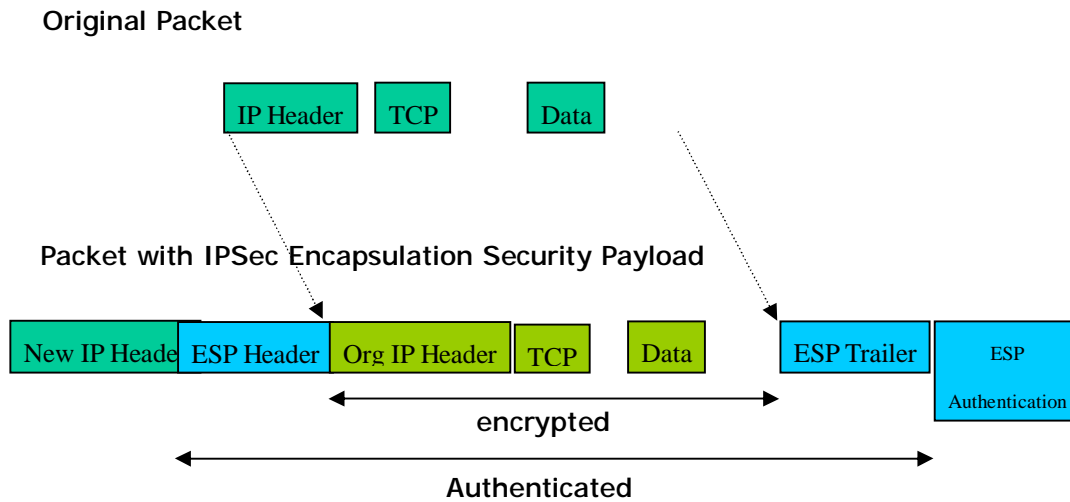 Original Packet
IP Header TCP Data
Packet with IPSec Encapsulation Security Payload
New IP Heade ESP Header Org IP Header TCP Data ESP Trailer ESP
Authentication
encrypted
Authenticated